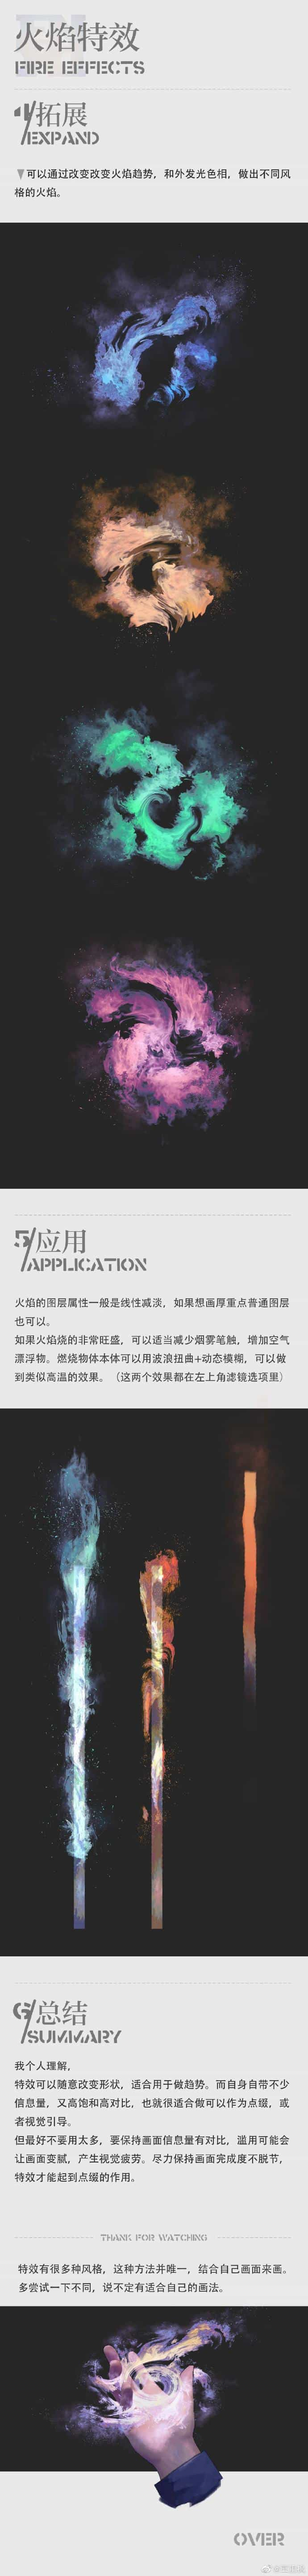 火焰特效
FIRE EFFECTS
4/拓展
/EXPAND
可以通过改变改变火焰趋势，和外发光色相，做出不同风
格的火焰。
5/应用
/APPLICATION
火焰的图层属性一般是线性减淡，如果想画厚重点普通图层
也可以。
如果火焰烧的非常旺盛，可以适当减少烟雾笔触，增加空气
漂浮物。燃烧物体本体可以用波浪扭曲+动态模糊，可以做
到类似高温的效果。（这两个效果都在左上角滤镜选项里）
6/总结
/SUMMARY
我个人理解，
特效可以随意改变形状，适合用于做趋势。而自身自带不少
信息量，又高饱和高对比，也就很适合做可以作为点缀，或
者视觉引导。
但最好不要用太多，要保持画面信息量有对比，滥用可能会
让画面变腻，产生视觉疲劳。尽力保持画面完成度不脱节，
特效才能起到点缀的作用。
THANK FOR WATCHING
特效有很多种风格，这种方法并唯一，结合自己画面来画。
多尝试一下不同，说不定有适合自己的画法。
OVER